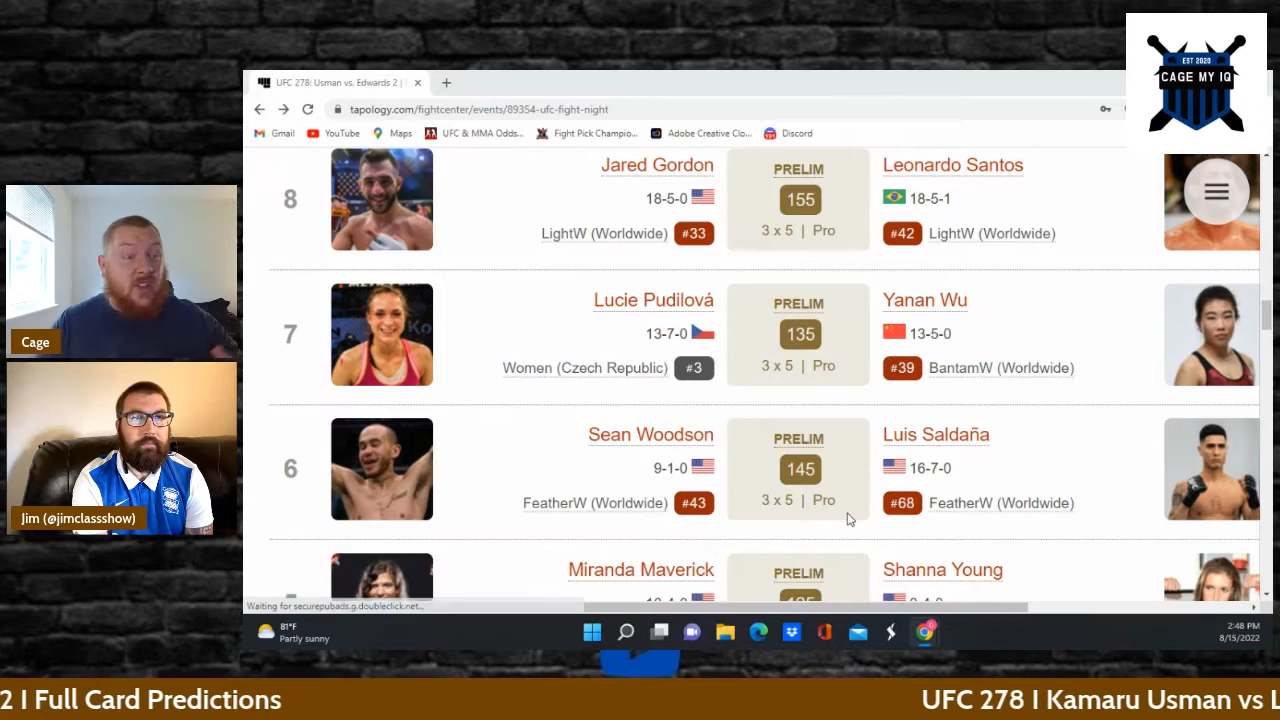 EST 2020
CAGE MY IQ
UFC 278: Usman vs. Edwards 2 |
tapology.com/fightcenter/events/89354-ufc-fight-night
Gmail
YouTube
Maps
UFC & MMA Odds...
Fight Pick Champio...
Adobe Creative Clo...
Discord
8
Jared Gordon
18-5-0
LightW (Worldwide) #33
PRELIM
155
3 x 5 | Pro
Leonardo Santos
18-5-1
#42 LightW (Worldwide)
7
Lucie Pudilová
13-7-0
Women (Czech Republic) #3
PRELIM
135
3 x 5 | Pro
Yanan Wu
13-5-0
#39 BantamW (Worldwide)
6
Sean Woodson
9-1-0
FeatherW (Worldwide) #43
PRELIM
145
3 x 5 | Pro
Luis Saldaña
16-7-0
#68 FeatherW (Worldwide)
Miranda Maverick
PRELIM
Shanna Young
Cage
Jim (@jimclassshow)
Waiting for securepubads.g.doubleclick.net...
81°F
Partly sunny
2:48 PM
8/15/2022
2 I Full Card Predictions
UFC 278 I Kamaru Usman vs L